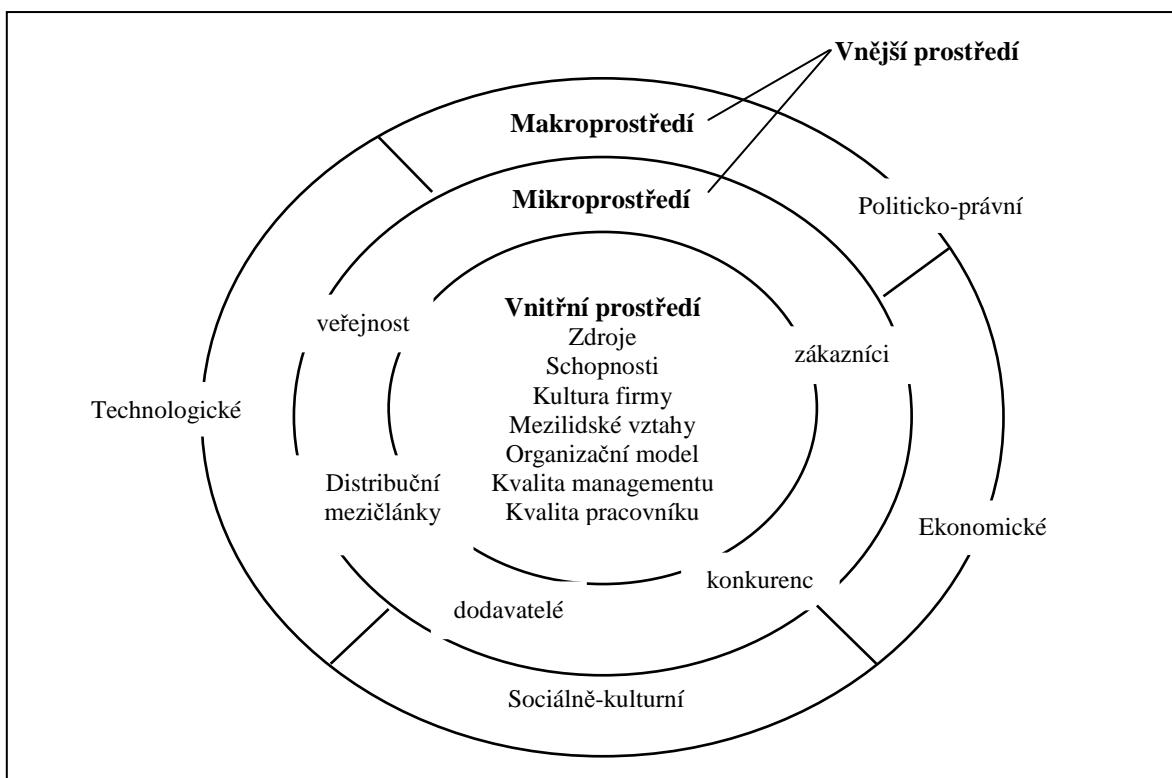 Vnější prostředí
Makroprostředí
Mikroprostředí
Politicko-právní
veřejnost
Vnitřní prostředí
Zdroje
Schopnosti
Kultura firmy
Mezilidské vztahy
Organizační model
Kvalita managementu
Kvalita pracovníku
zákazníci
Technologické
Distribuční
mezičlánky
Ekonomické
konkurenc
dodavatelé
Sociálně-kulturní